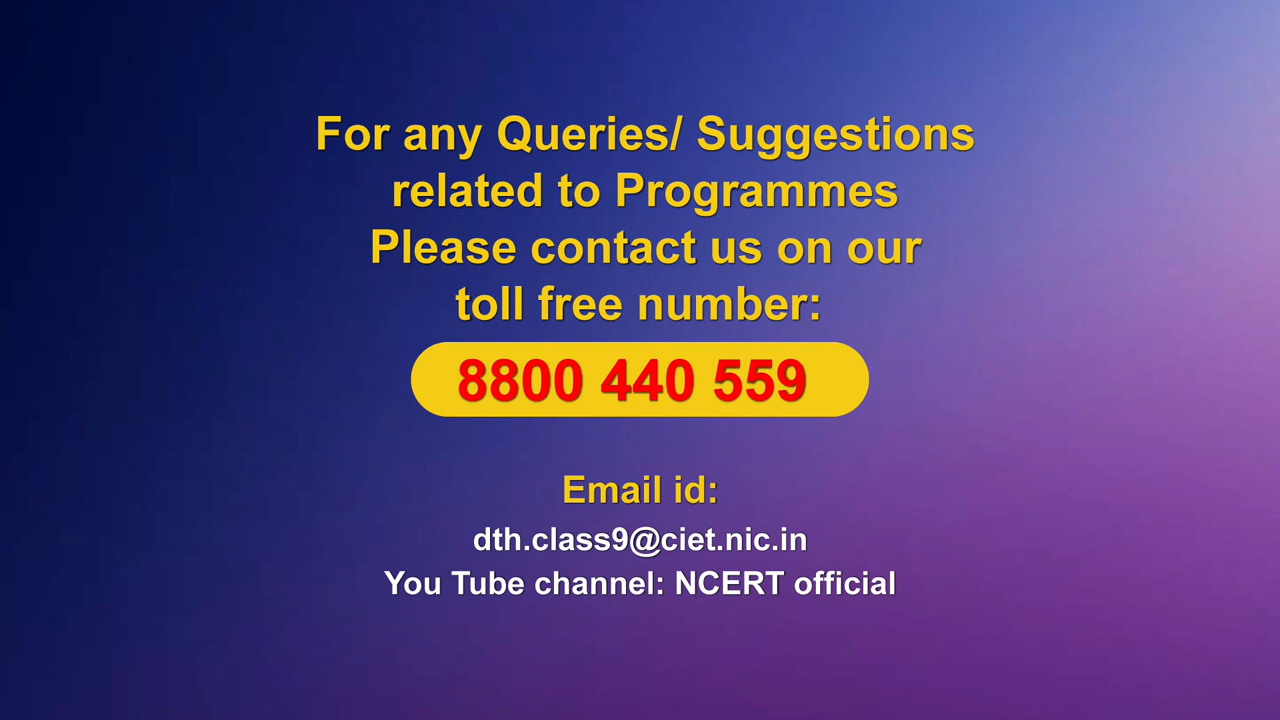 For any Queries/ Suggestions
related to Programmes
Please contact us on our
toll free number:
8800 440 559
Email id:
dth.class9@ciet.nic.in
You Tube channel: NCERT official